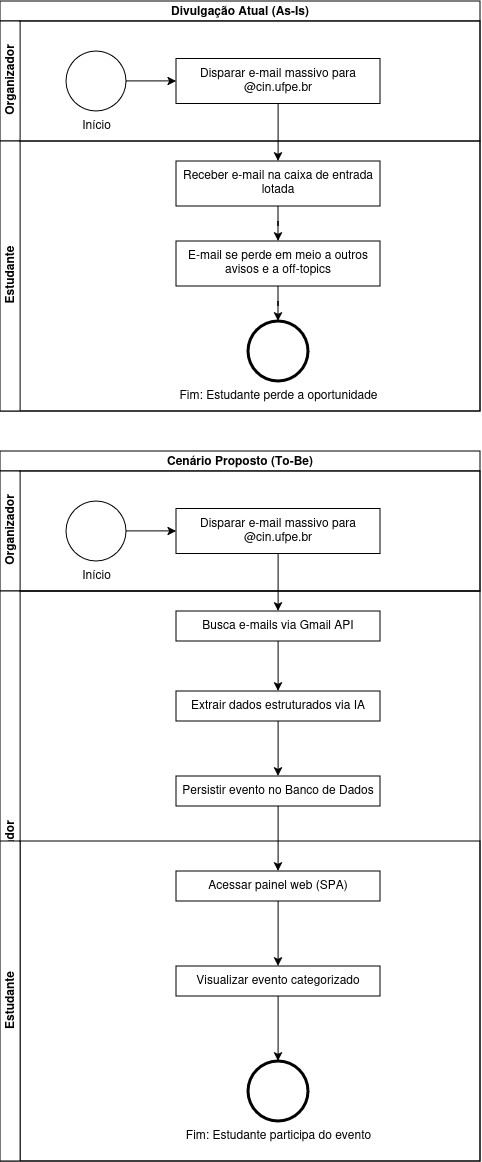 Divulgação Atual (As-Is)
Organizador
Início
Disparar e-mail massivo para
@cin.ufpe.br
Estudante
Receber e-mail na caixa de entrada
lotada
E-mail se perde em meio a outros
avisos e a off-topics
Fim: Estudante perde a oportunidade
Cenário Proposto (To-Be)
Organizador
Início
Disparar e-mail massivo para
@cin.ufpe.br
Busca e-mails via Gmail API
Extrair dados estruturados via IA
Persistir evento no Banco de Dados
dor
Estudante
Acessar painel web (SPA)
Visualizar evento categorizado
Fim: Estudante participa do evento